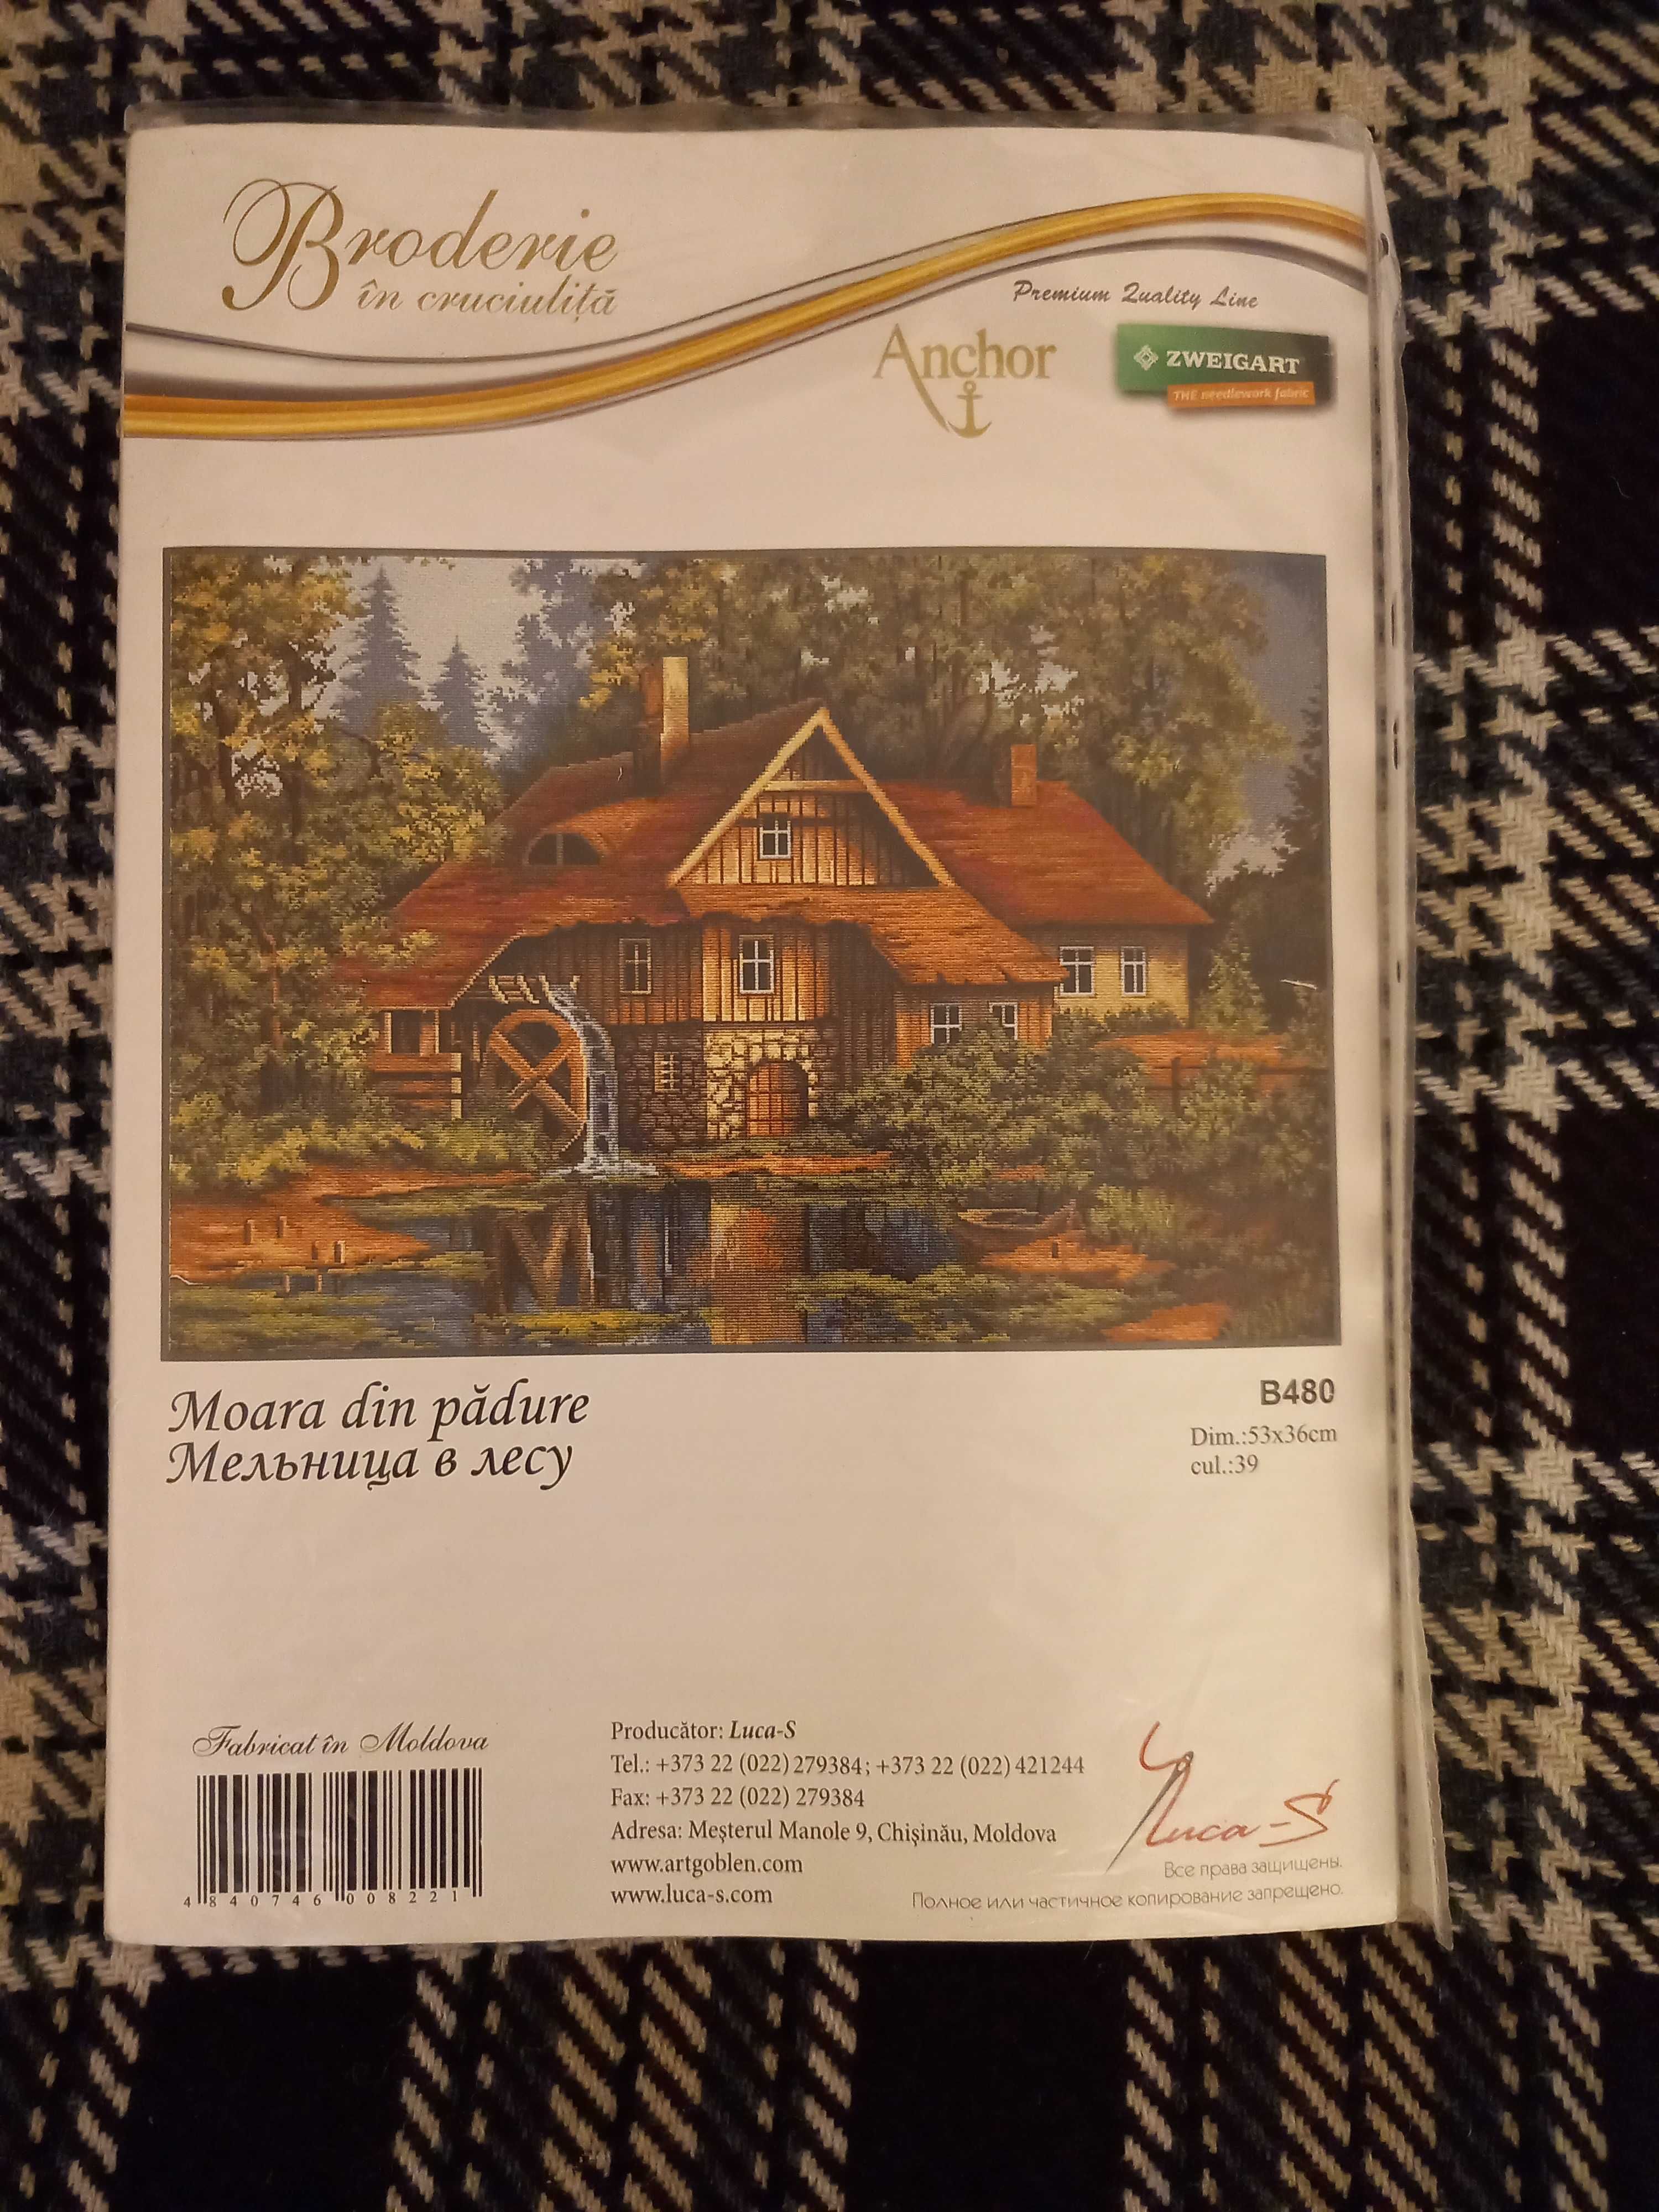 Broderie
în cruciuliță
Premium Quality Line
Anchor
ZWEIGART
THE needlework fabric
Moara din pădure
Мельница в лесу
B480
Dim.:53x36cm
cul.:39
Fabricat în Moldova
4840746008221
Producător: Luca-S
Tel.: +373 22 (022) 279384; +373 22 (022) 421244
Fax: +373 22 (022) 279384
Adresa: Meșterul Manole 9, Chișinău, Moldova
www.artgoblen.com
www.luca-s.com
Luca-S
Все права защищены.
Полное или частичное копирование запрещено.